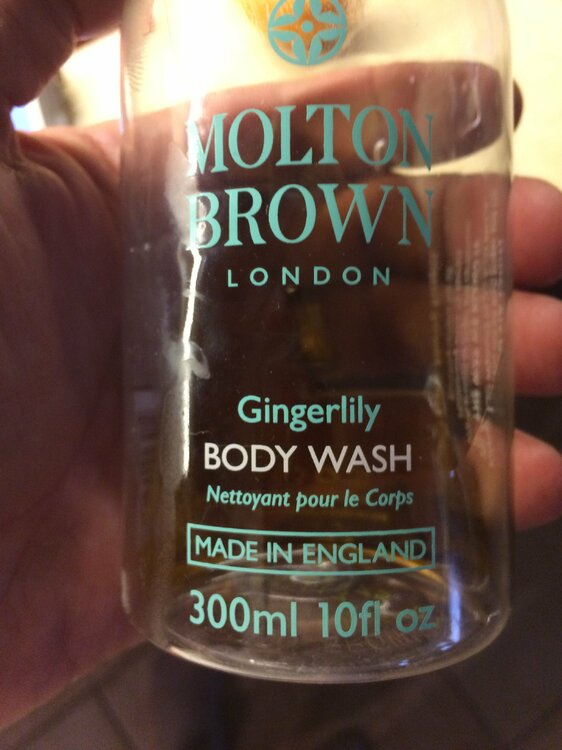 MOLTON
BROWN
LONDON
Gingerlily
BODY WASH
Nettoyant pour le Corps
MADE IN ENGLAND
300ml 10fl oz